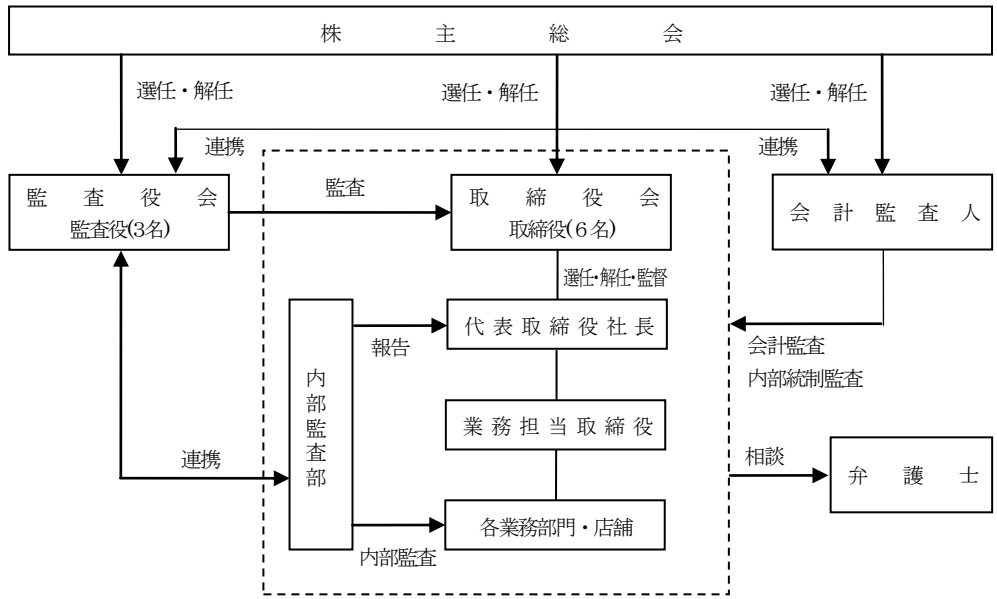 株主総会
選任・解任
選任・解任
選任・解任
連携
連携
監査役会
監査役(3名)
監査
取締役会
取締役(6名)
会計監査人
選任・解任・監督
代表取締役社長
報告
会計監査
内部統制監査
内部監査部
業務担当取締役
連携
相談
弁護士
各業務部門・店舗
内部監査